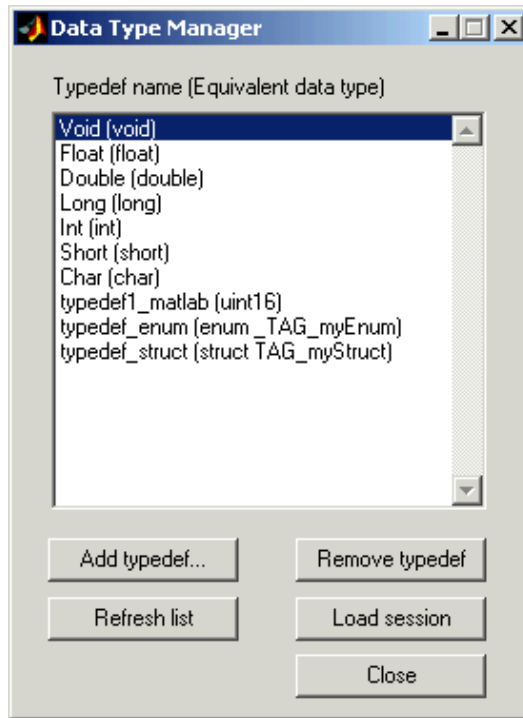 Data Type Manager
Typedef name (Equivalent data type)
Void (void)
Float (float)
Double (double)
Long (long)
Int (int)
Short (short)
Char (char)
typedef1_matlab (uint16)
typedef_enum (enum _TAG_myEnum)
typedef_struct (struct TAG_myStruct)
Add typedef...
Remove typedef
Refresh list
Load session
Close